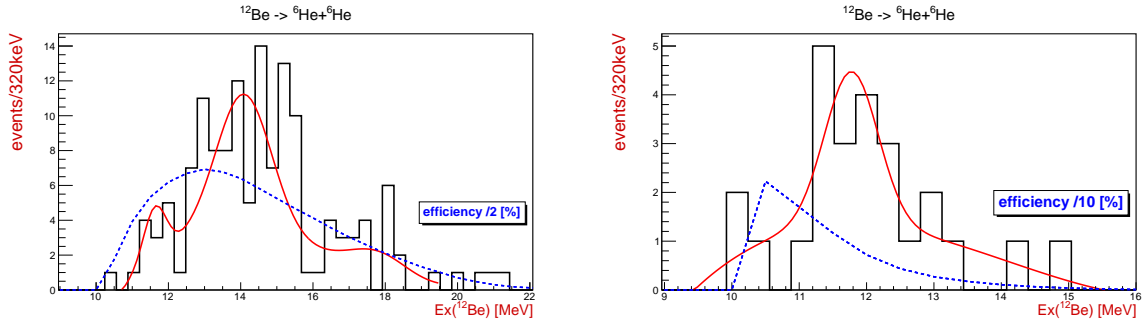 ¹²Be -> ⁶He+⁶He
events/320keV
14
12
10
8
6
4
2
0
efficiency /2 [%]
10 12 14 16 18 20 22
Ex(¹²Be) [MeV]
¹²Be -> ⁶He+⁶He
events/320keV
5
4
3
2
1
0
efficiency /10 [%]
9 10 11 12 13 14 15 16
Ex(¹²Be) [MeV]